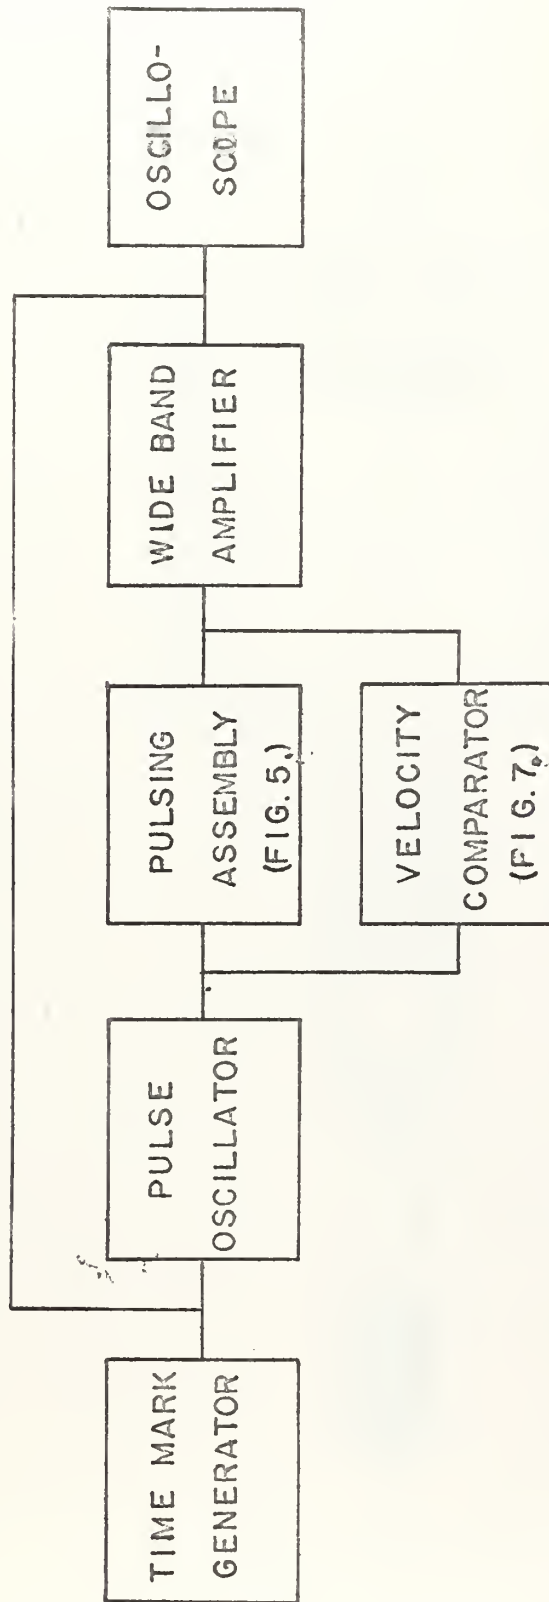 TIME MARK
GENERATOR
PULSE
OSCILLATOR
PULSING
ASSEMBLY
(FIG. 5.)
VELOCITY
COMPARATOR
(FIG. 7.)
WIDE BAND
AMPLIFIER
OSCILLO-
SCOPE